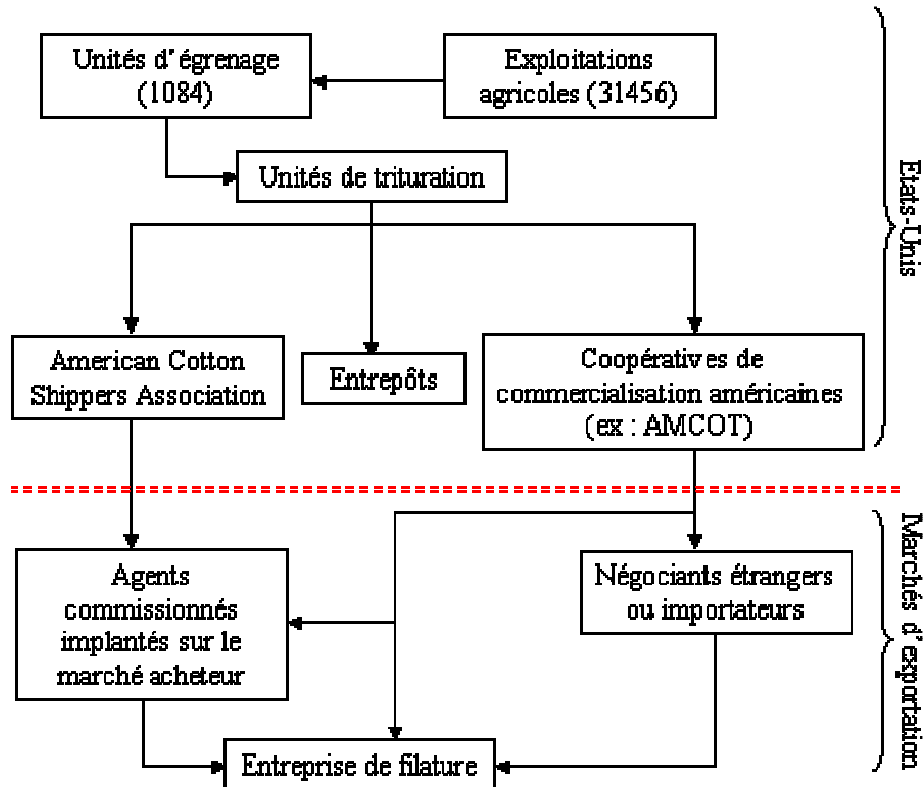 Unités d'égrenage
(1084)
Exploitations
agricoles (31456)
Unités de trituration
Etats-Unis
American Cotton
Shippers Association
Entrepôts
Coopératives de
commercialisation américaines
(ex : AMCOT)
Agents
commissionnés
implantés sur le
marché acheteur
Négociants étrangers
ou importateurs
Marchés d'exportation
Entreprise de filature